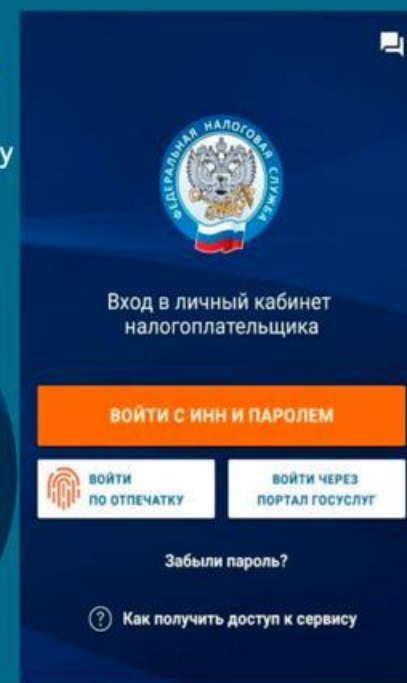 у
ФЕДЕРАЛЬНАЯ НАЛОГОВАЯ СЛУЖБА
Вход в личный кабинет
налогоплательщика
ВОЙТИ С ИНН И ПАРОЛЕМ
ВОЙТИ
ПО ОТПЕЧАТКУ
ВОЙТИ ЧЕРЕЗ
ПОРТАЛ ГОСУСЛУГ
Забыли пароль?
? Как получить доступ к сервису